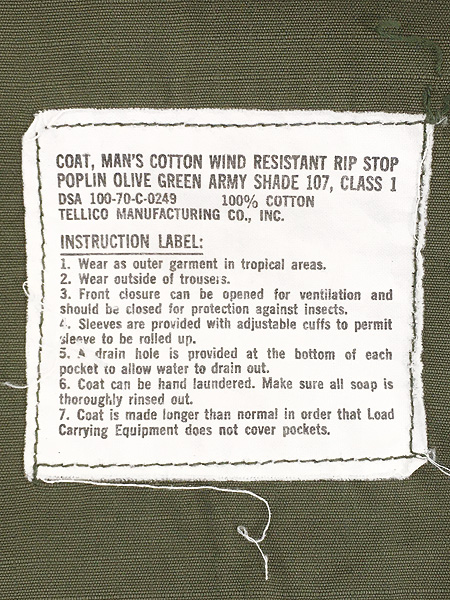 COAT, MAN'S COTTON WIND RESISTANT RIP STOP
POPLIN OLIVE GREEN ARMY SHADE 107, CLASS 1
DSA 100-70-C-0249 100% COTTON
TELLICO MANUFACTURING CO., INC.
INSTRUCTION LABEL:
1. Wear as outer garment in tropical areas.
2. Wear outside of trousers.
3. Front closure can be opened for ventilation and
should be closed for protection against insects.
4. Sleeves are provided with adjustable cuffs to permit
sleeve to be rolled up.
5. A drain hole is provided at the bottom of each
pocket to allow water to drain out.
6. Coat can be hand laundered. Make sure all soap is
thoroughly rinsed out.
7. Coat is made longer than normal in order that Load
Carrying Equipment does not cover pockets.